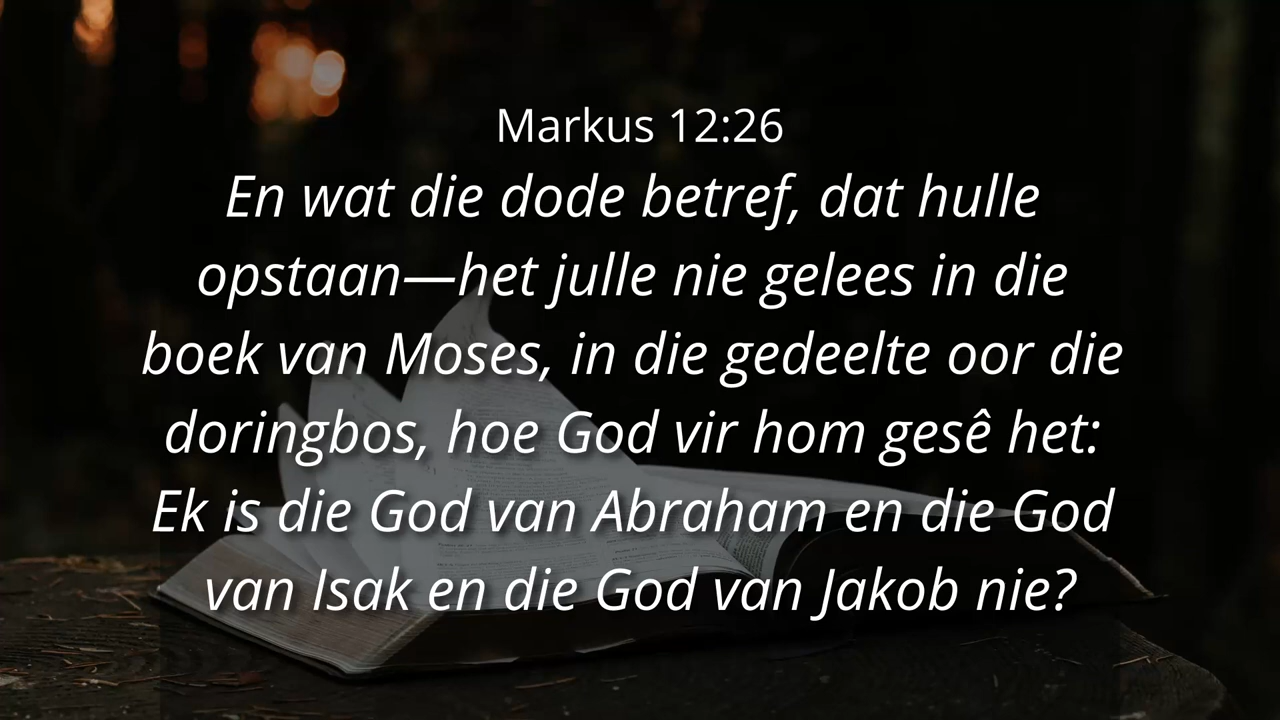 Markus 12:26
En wat die dode betref, dat hulle
opstaan—het julle nie gelees in die
boek van Moses, in die gedeelte oor die
doringbos, hoe God vir hom gesê het:
Ek is die God van Abraham en die God
van Isak en die God van Jakob nie?